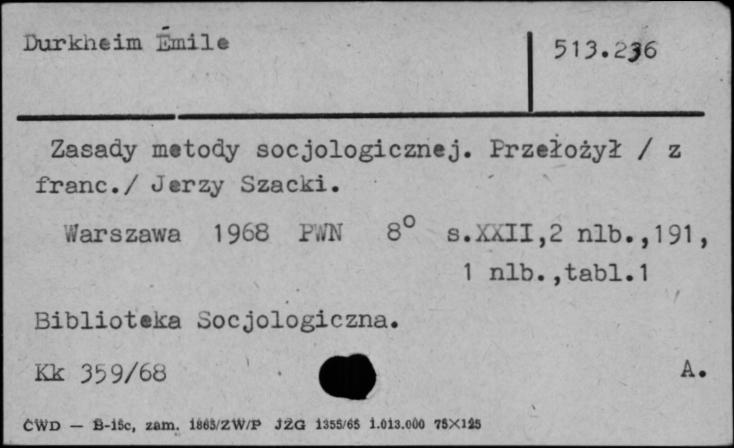 Durkheim Émile
513.236
Zasady metody socjologicznej. Przełożył / z
franc./ Jerzy Szacki.
Warszawa 1968 PWN 8° s.XXII,2 nlb.,191,
1 nlb.,tabl.1
Biblioteka Socjologiczna.
Kk 359/68
A.
ĆWD — B-15c, zam. 1865/ZW/P JZG 1355/65 1.013.000 75×125